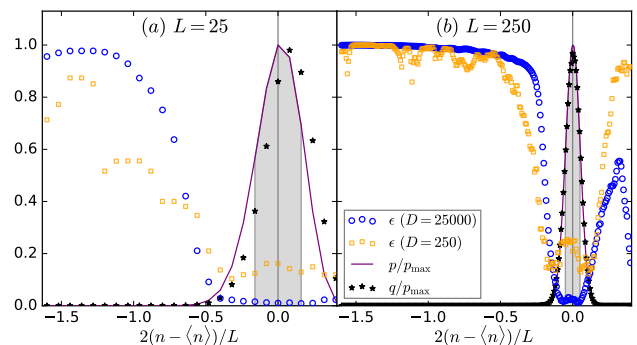 (a) L = 25
(b) L = 250
1.0
0.8
0.6
0.4
0.2
0.0
ϵ (D = 25000)
ϵ (D = 250)
p/p_max
q/p_max
−1.5 −1.0 −0.5 0.0
−1.5 −1.0 −0.5 0.0
2(n − ⟨n⟩)/L
2(n − ⟨n⟩)/L